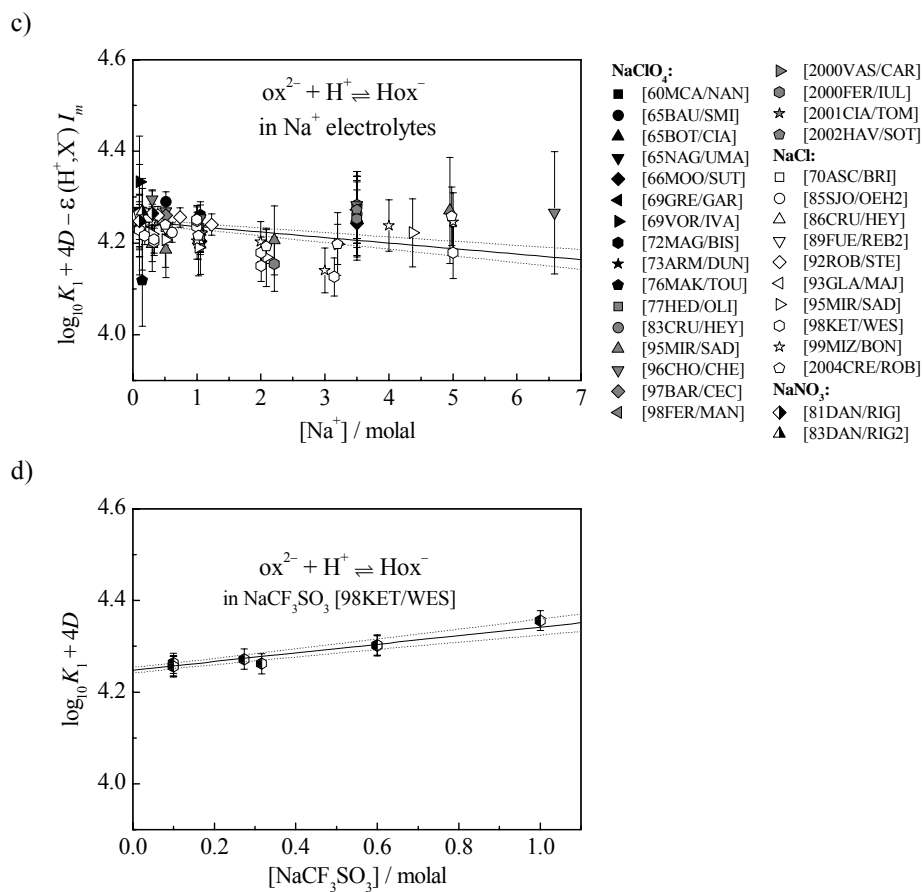 c)
4.6
4.4
4.2
4.0
log₁₀ K₁ + 4D − ε (H⁺,X⁻) Iₘ
ox²⁻ + H⁺ ⇌ Hox⁻
in Na⁺ electrolytes
0 1 2 3 4 5 6 7
[Na⁺] / molal
NaClO₄:
[60MCA/NAN]
[65BAU/SMI]
[65BOT/CIA]
[65NAG/UMA]
[66MOO/SUT]
[69GRE/GAR]
[69VOR/IVA]
[72MAG/BIS]
[73ARM/DUN]
[76MAK/TOU]
[77HED/OLI]
[83CRU/HEY]
[95MIR/SAD]
[96CHO/CHE]
[97BAR/CEC]
[98FER/MAN]
[2000VAS/CAR]
[2000FER/IUL]
[2001CIA/TOM]
[2002HAV/SOT]
NaCl:
[70ASC/BRI]
[85SJO/OEH2]
[86CRU/HEY]
[89FUE/REB2]
[92ROB/STE]
[93GLA/MAJ]
[95MIR/SAD]
[98KET/WES]
[99MIZ/BON]
[2004CRE/ROB]
NaNO₃:
[81DAN/RIG]
[83DAN/RIG2]
d)
4.6
4.4
4.2
4.0
log₁₀ K₁ + 4D
ox²⁻ + H⁺ ⇌ Hox⁻
in NaCF₃SO₃ [98KET/WES]
0.0 0.2 0.4 0.6 0.8 1.0
[NaCF₃SO₃] / molal